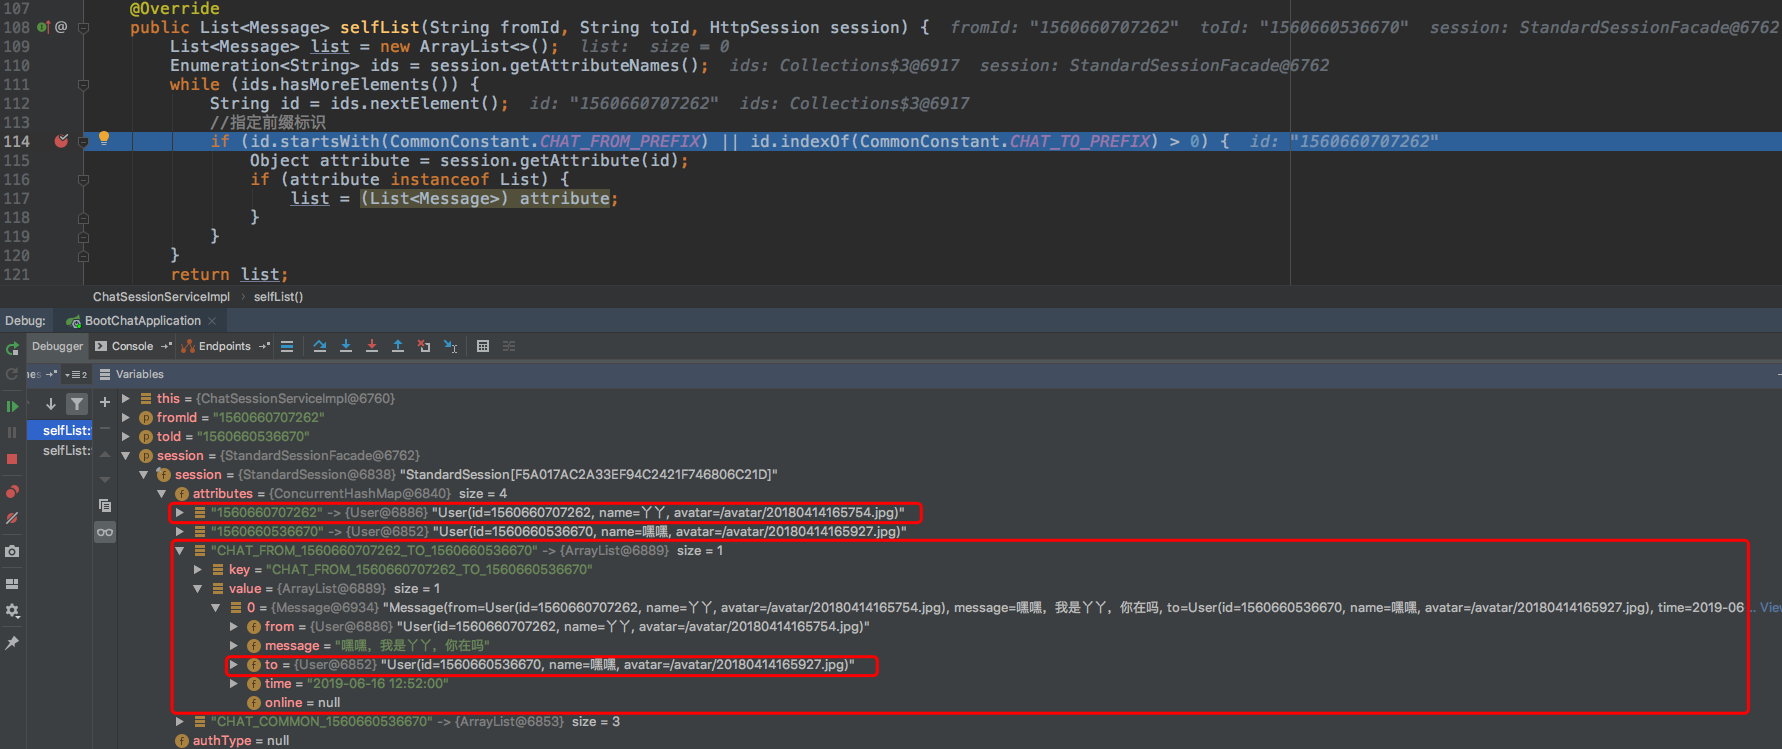 107 @Override
108 @ public List<Message> selfList(String fromId, String toId, HttpSession session) { fromId: "1560660707262" toId: "1560660536670" session: StandardSessionFacade@6762
109 List<Message> list = new ArrayList<>(); list: size = 0
110 Enumeration<String> ids = session.getAttributeNames(); ids: Collections$3@6917 session: StandardSessionFacade@6762
111 while (ids.hasMoreElements()) {
112 String id = ids.nextElement(); id: "1560660707262" ids: Collections$3@6917
113 //指定前缀标识
114 if (id.startsWith(CommonConstant.CHAT_FROM_PREFIX) || id.indexOf(CommonConstant.CHAT_TO_PREFIX) > 0) { id: "1560660707262"
115 Object attribute = session.getAttribute(id);
116 if (attribute instanceof List) {
117 list = (List<Message>) attribute;
118 }
119 }
120 }
121 return list;
ChatSessionServiceImpl › selfList()
Debug: BootChatApplication ×
Debugger Console Endpoints
nes 2 Variables
this = {ChatSessionServiceImpl@6760}
fromId = "1560660707262"
selfList: toId = "1560660536670"
selfList: session = {StandardSessionFacade@6762}
session = {StandardSession@6838} "StandardSession[F5A017AC2A33EF94C2421F746806C21D]"
attributes = {ConcurrentHashMap@6840} size = 4
"1560660707262" -> {User@6886} "User(id=1560660707262, name=丫丫, avatar=/avatar/20180414165754.jpg)"
"1560660536670" -> {User@6852} "User(id=1560660536670, name=嘿嘿, avatar=/avatar/20180414165927.jpg)"
"CHAT_FROM_1560660707262_TO_1560660536670" -> {ArrayList@6889} size = 1
key = "CHAT_FROM_1560660707262_TO_1560660536670"
value = {ArrayList@6889} size = 1
0 = {Message@6934} "Message(from=User(id=1560660707262, name=丫丫, avatar=/avatar/20180414165754.jpg), message=嘿嘿，我是丫丫，你在吗, to=User(id=1560660536670, name=嘿嘿, avatar=/avatar/20180414165927.jpg), time=2019-06 ... View
from = {User@6886} "User(id=1560660707262, name=丫丫, avatar=/avatar/20180414165754.jpg)"
message = "嘿嘿，我是丫丫，你在吗"
to = {User@6852} "User(id=1560660536670, name=嘿嘿, avatar=/avatar/20180414165927.jpg)"
time = "2019-06-16 12:52:00"
online = null
"CHAT_COMMON_1560660536670" -> {ArrayList@6853} size = 3
authType = null